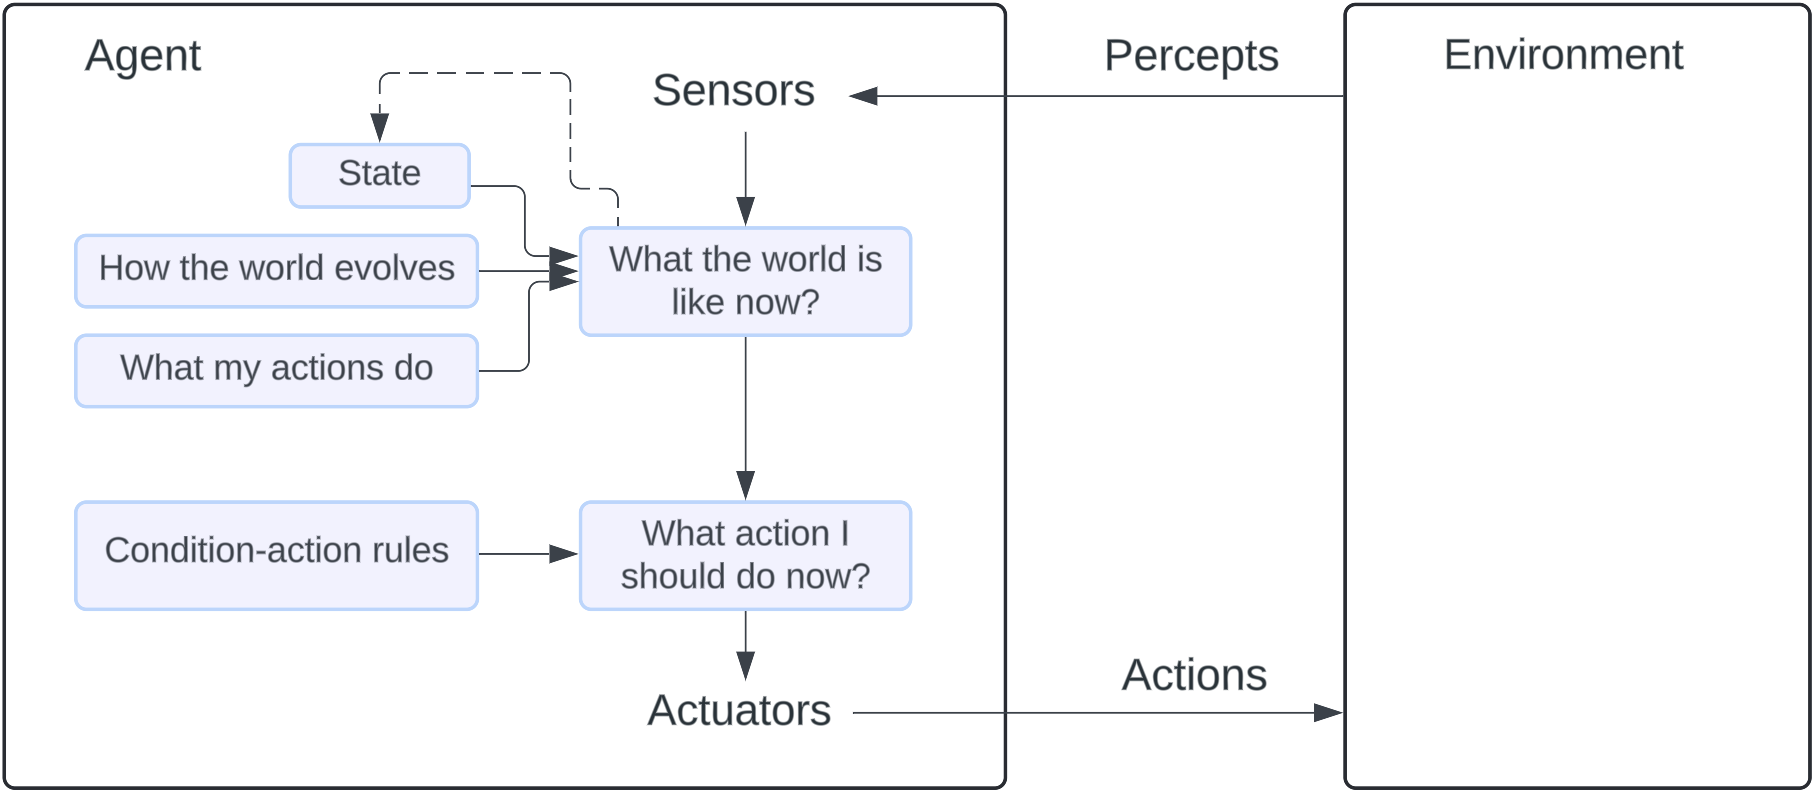 Agent
Sensors
Percepts
Environment
State
How the world evolves
What the world is
like now?
What my actions do
Condition-action rules
What action I
should do now?
Actuators
Actions